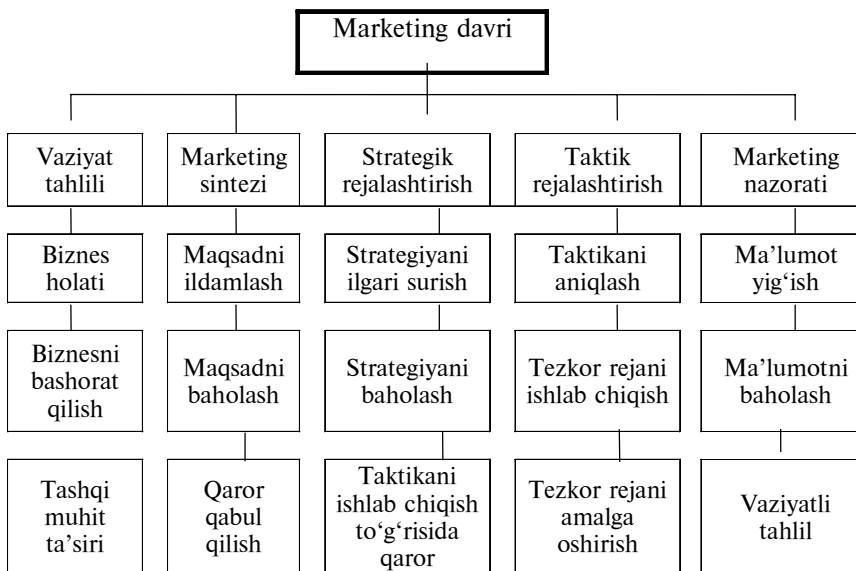 Marketing davri
Vaziyat
tahlili
Marketing
sintezi
Strategik
rejalashtirish
Taktik
rejalashtirish
Marketing
nazorati
Biznes
holati
Maqsadni
ildamlash
Strategiyani
ilgari surish
Taktikani
aniqlash
Ma’lumot
yig‘ish
Biznesni
bashorat
qilish
Maqsadni
baholash
Strategiyani
baholash
Tezkor rejani
ishlab chiqish
Ma’lumotni
baholash
Tashqi
muhit
ta’siri
Qaror
qabul
qilish
Taktikani
ishlab chiqish
to‘g‘risida
qaror
Tezkor rejani
amalga
oshirish
Vaziyatli
tahlil